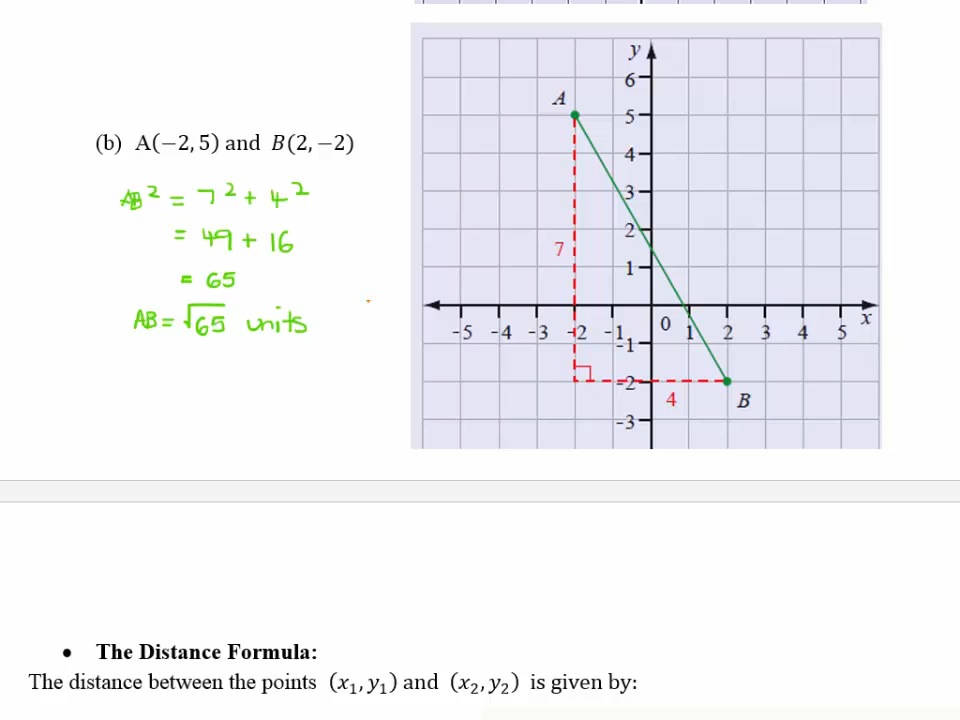 y
6
A
5
(b) A(−2, 5) and B(2, −2)
4
AB² = 7² + 4²
3
= 49 + 16
2
7
1
= 65
AB = √65 units
-5 -4 -3 -2 -1 0 1 2 3 4 5 x
-1
-2
4 B
-3
• The Distance Formula:
The distance between the points (x₁, y₁) and (x₂, y₂) is given by: